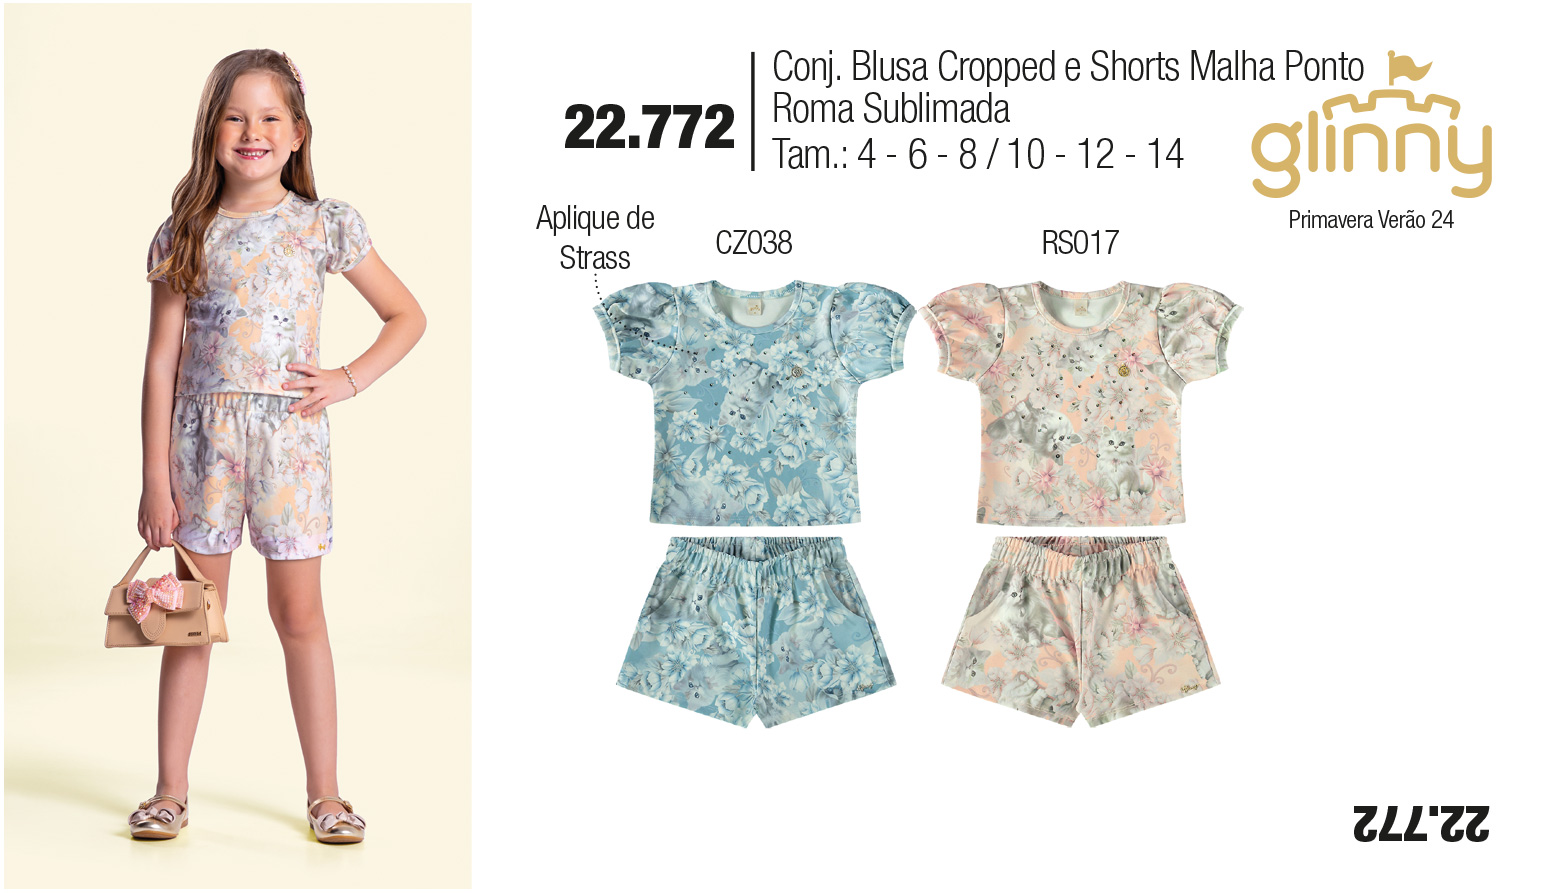 22.772
Conj. Blusa Cropped e Shorts Malha Ponto
Roma Sublimada
Tam.: 4 - 6 - 8 / 10 - 12 - 14
glinny
Primavera Verão 24
Aplique de
Strass
CZ038
RS017
22.772